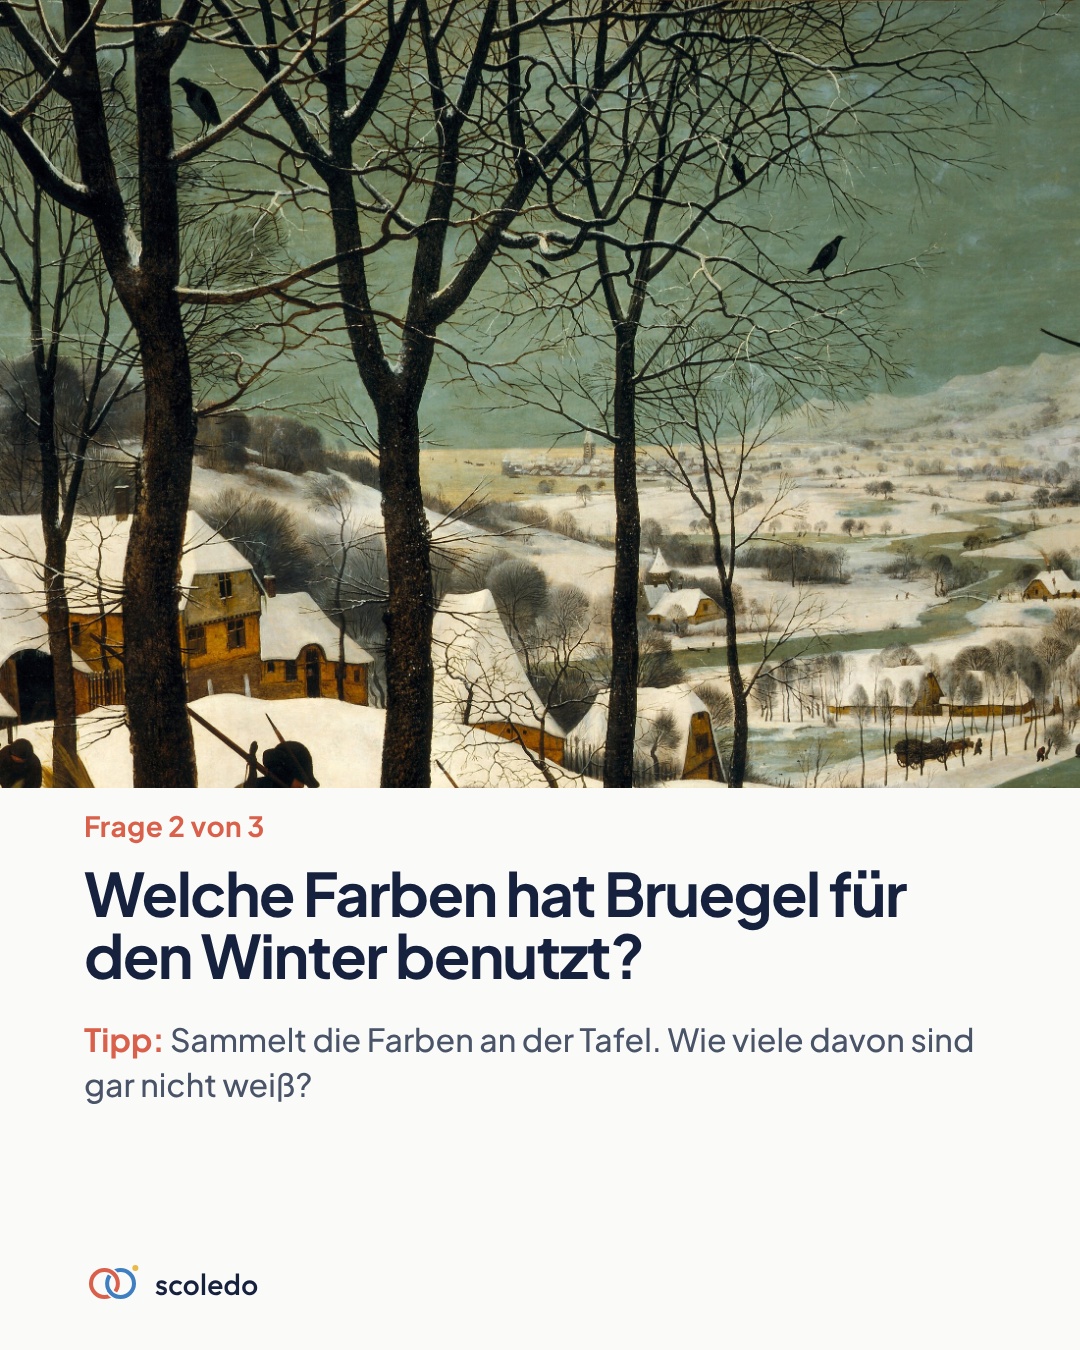 Frage 2 von 3
Welche Farben hat Bruegel für
den Winter benutzt?
Tipp: Sammelt die Farben an der Tafel. Wie viele davon sind
gar nicht weiß?
scoledo